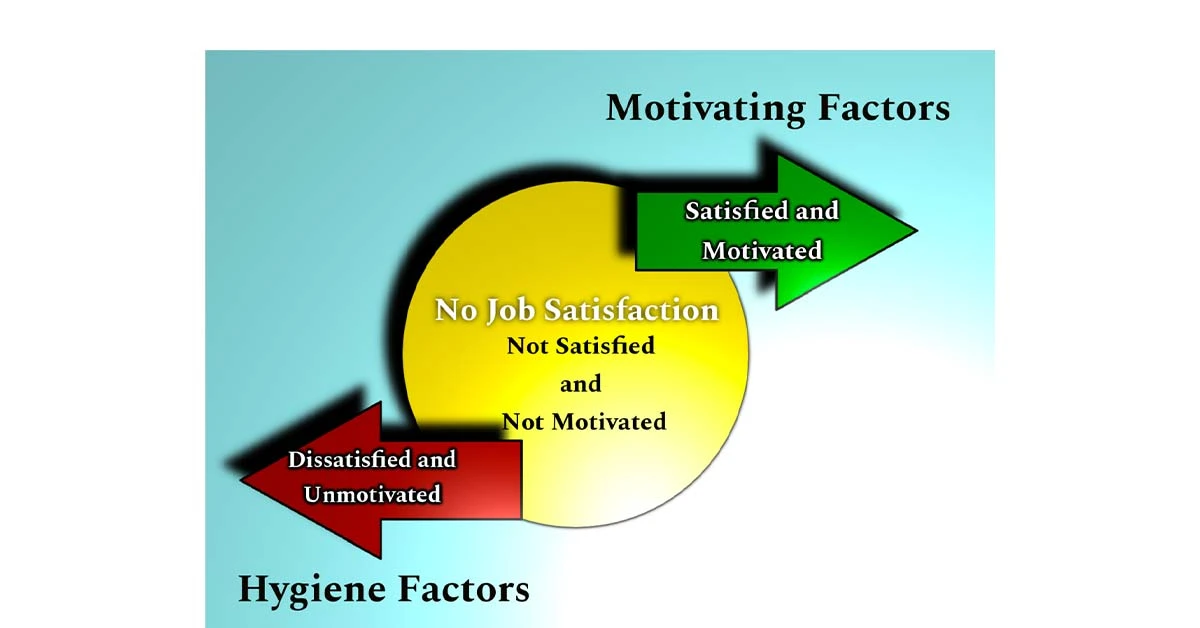 Motivating Factors
Satisfied and
Motivated
No Job Satisfaction
Not Satisfied
and
Not Motivated
Dissatisfied and
Unmotivated
Hygiene Factors